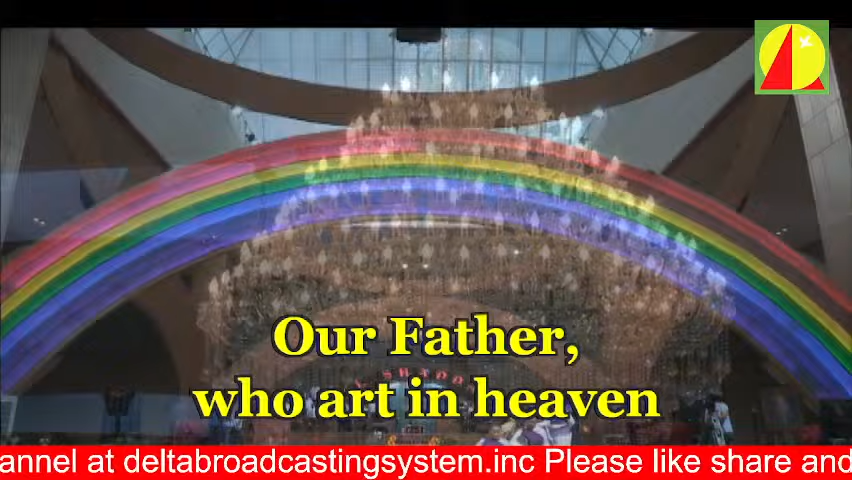 Our Father,
who art in heaven
annel at deltabroadcastingsystem.inc Please like share and